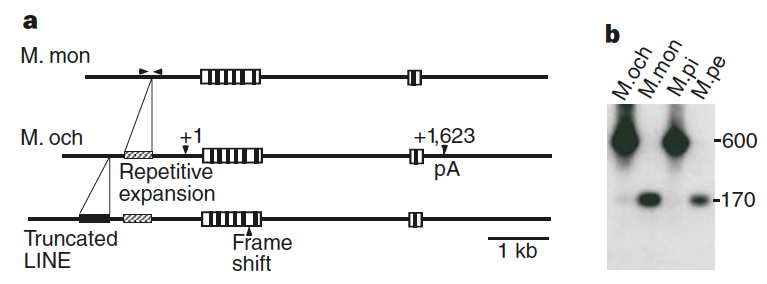 a
M. mon
M. och
+1
+1,623
Repetitive
expansion
pA
Truncated
LINE
Frame
shift
1 kb
b
M.och
M.mon
M.pi
M.pe
600
170